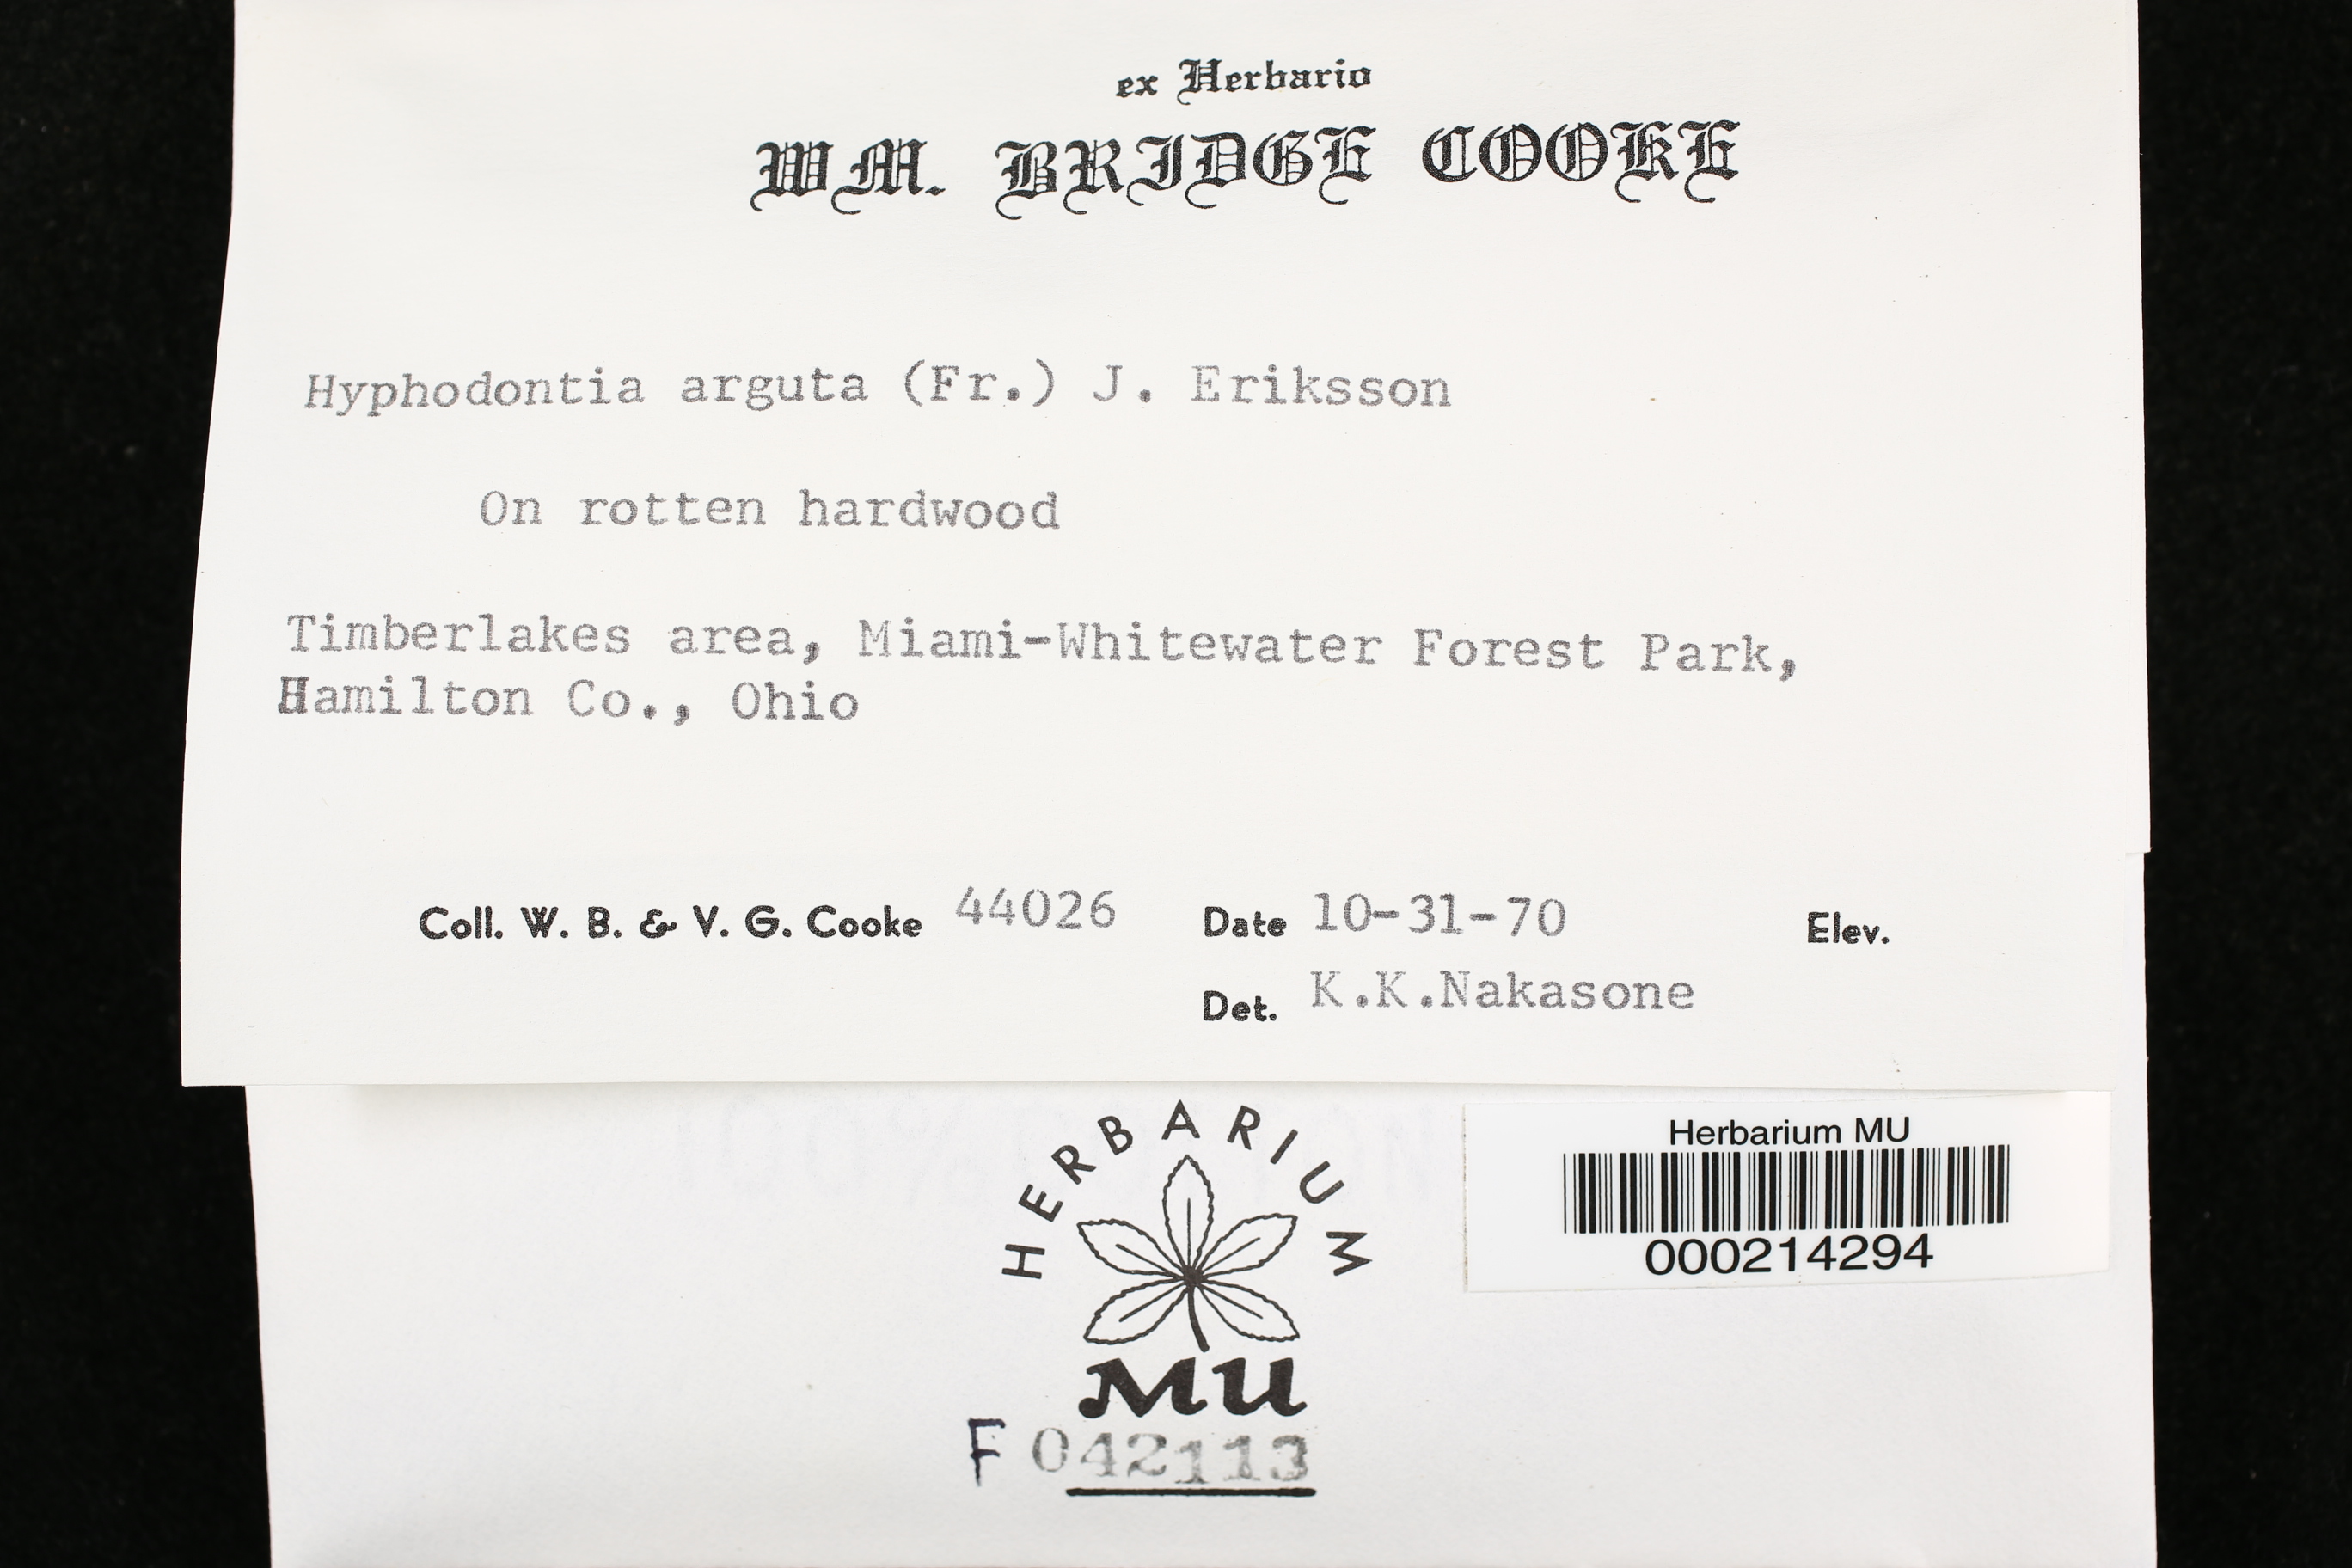 ex Herbario
WM. BRIDGE COOKE
Hyphodontia arguta (Fr.) J. Eriksson
On rotten hardwood
Timberlakes area, Miami-Whitewater Forest Park,
Hamilton Co., Ohio
Coll. W. B. & V. G. Cooke 44026 Date 10-31-70 Elev.
Det. K.K.Nakasone
HERBARIUM
MU
F 042113
Herbarium MU
000214294